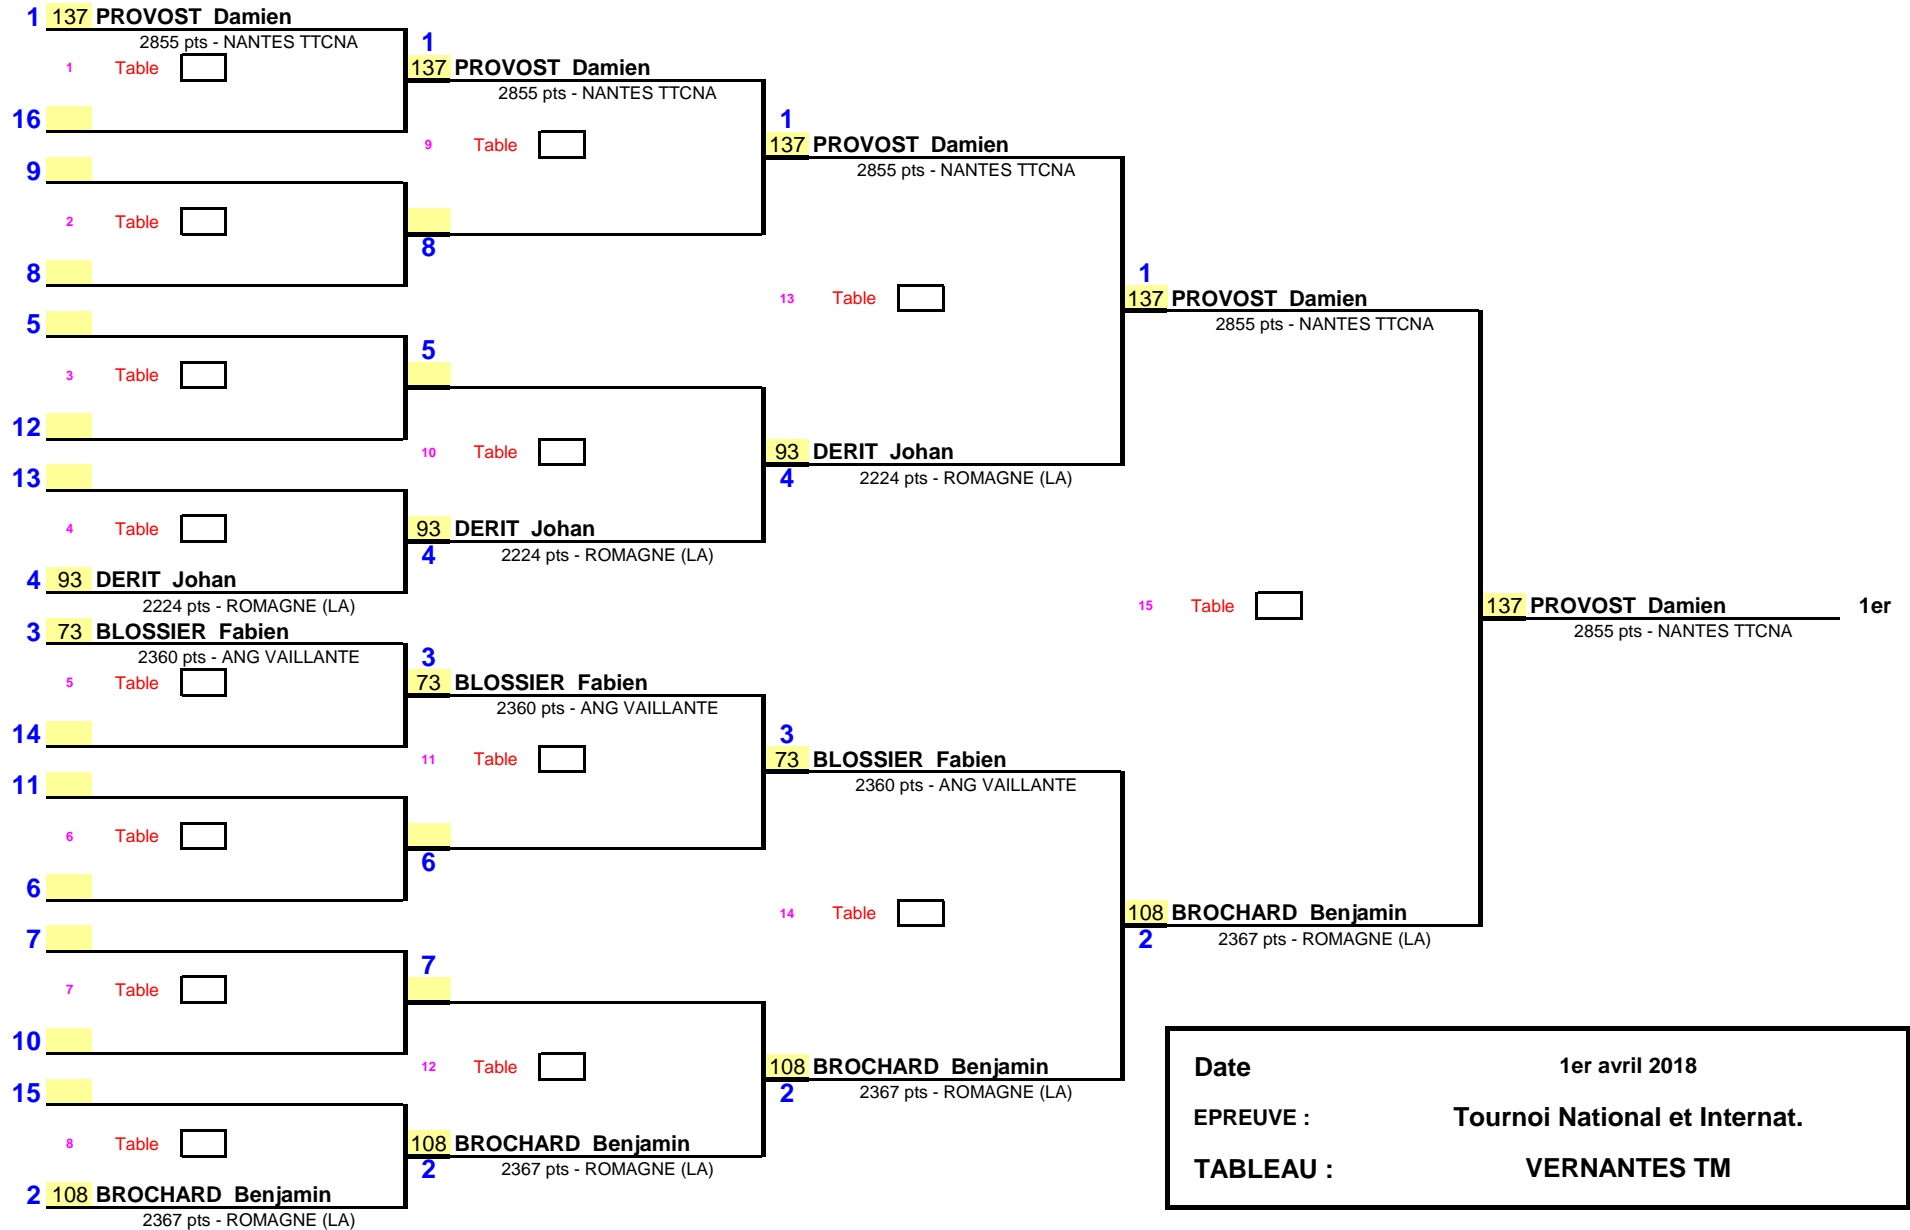 1 137 PROVOST Damien
2855 pts - NANTES TTCNA
1 Table
16
9
2 Table
8
5
3 Table
12
13
4 Table
4 93 DERIT Johan
2224 pts - ROMAGNE (LA)
3 73 BLOSSIER Fabien
2360 pts - ANG VAILLANTE
5 Table
14
11
6 Table
6
7
7 Table
10
15
8 Table
2 108 BROCHARD Benjamin
2367 pts - ROMAGNE (LA)
1
137 PROVOST Damien
2855 pts - NANTES TTCNA
9 Table
8
5
10 Table
93 DERIT Johan
4 2224 pts - ROMAGNE (LA)
3
73 BLOSSIER Fabien
2360 pts - ANG VAILLANTE
11 Table
6
7
12 Table
108 BROCHARD Benjamin
2 2367 pts - ROMAGNE (LA)
1
137 PROVOST Damien
2855 pts - NANTES TTCNA
13 Table
93 DERIT Johan
4 2224 pts - ROMAGNE (LA)
3
73 BLOSSIER Fabien
2360 pts - ANG VAILLANTE
14 Table
108 BROCHARD Benjamin
2 2367 pts - ROMAGNE (LA)
1
137 PROVOST Damien
2855 pts - NANTES TTCNA
15 Table
108 BROCHARD Benjamin
2 2367 pts - ROMAGNE (LA)
137 PROVOST Damien 1er
2855 pts - NANTES TTCNA
Date 1er avril 2018
EPREUVE : Tournoi National et Internat.
TABLEAU : VERNANTES TM